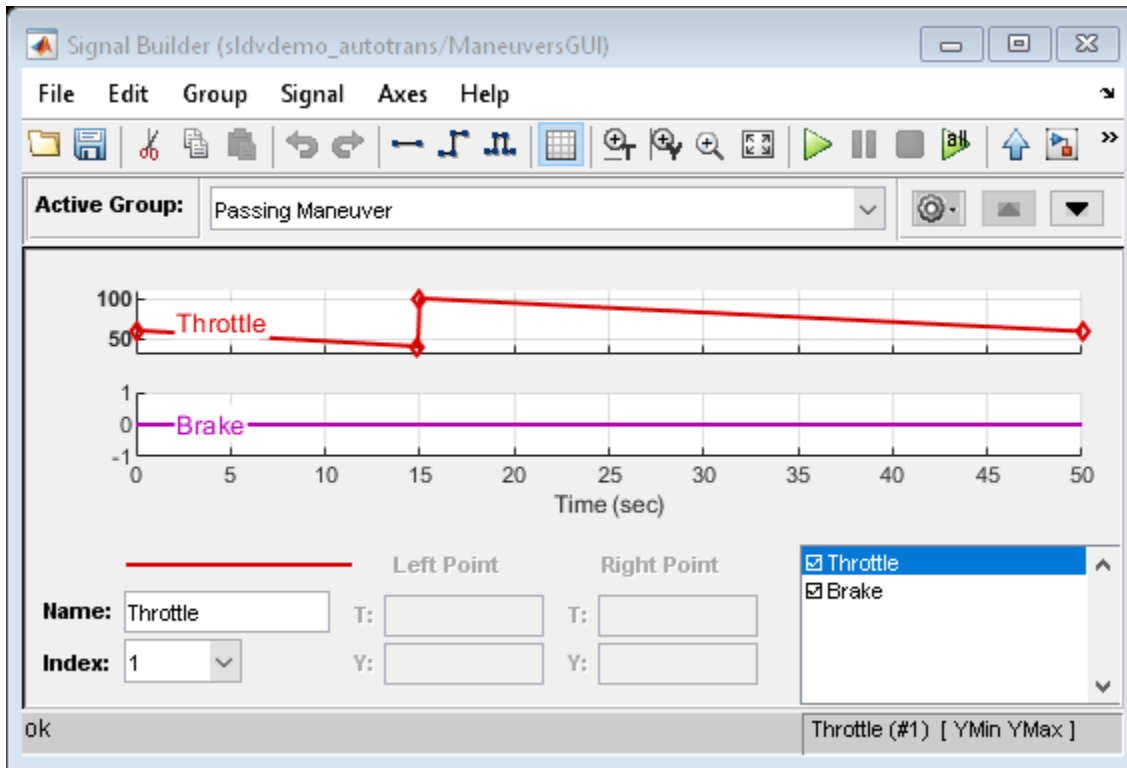 Signal Builder (sldvdemo_autotrans/ManeuversGUI)
File Edit Group Signal Axes Help
Active Group: Passing Maneuver
100
Throttle
50
1
0
Brake
-1
0 5 10 15 20 25 30 35 40 45 50
Time (sec)
Left Point Right Point
Throttle
Brake
Name: Throttle T: T:
Index: 1 Y: Y:
ok Throttle (#1) [ YMin YMax ]